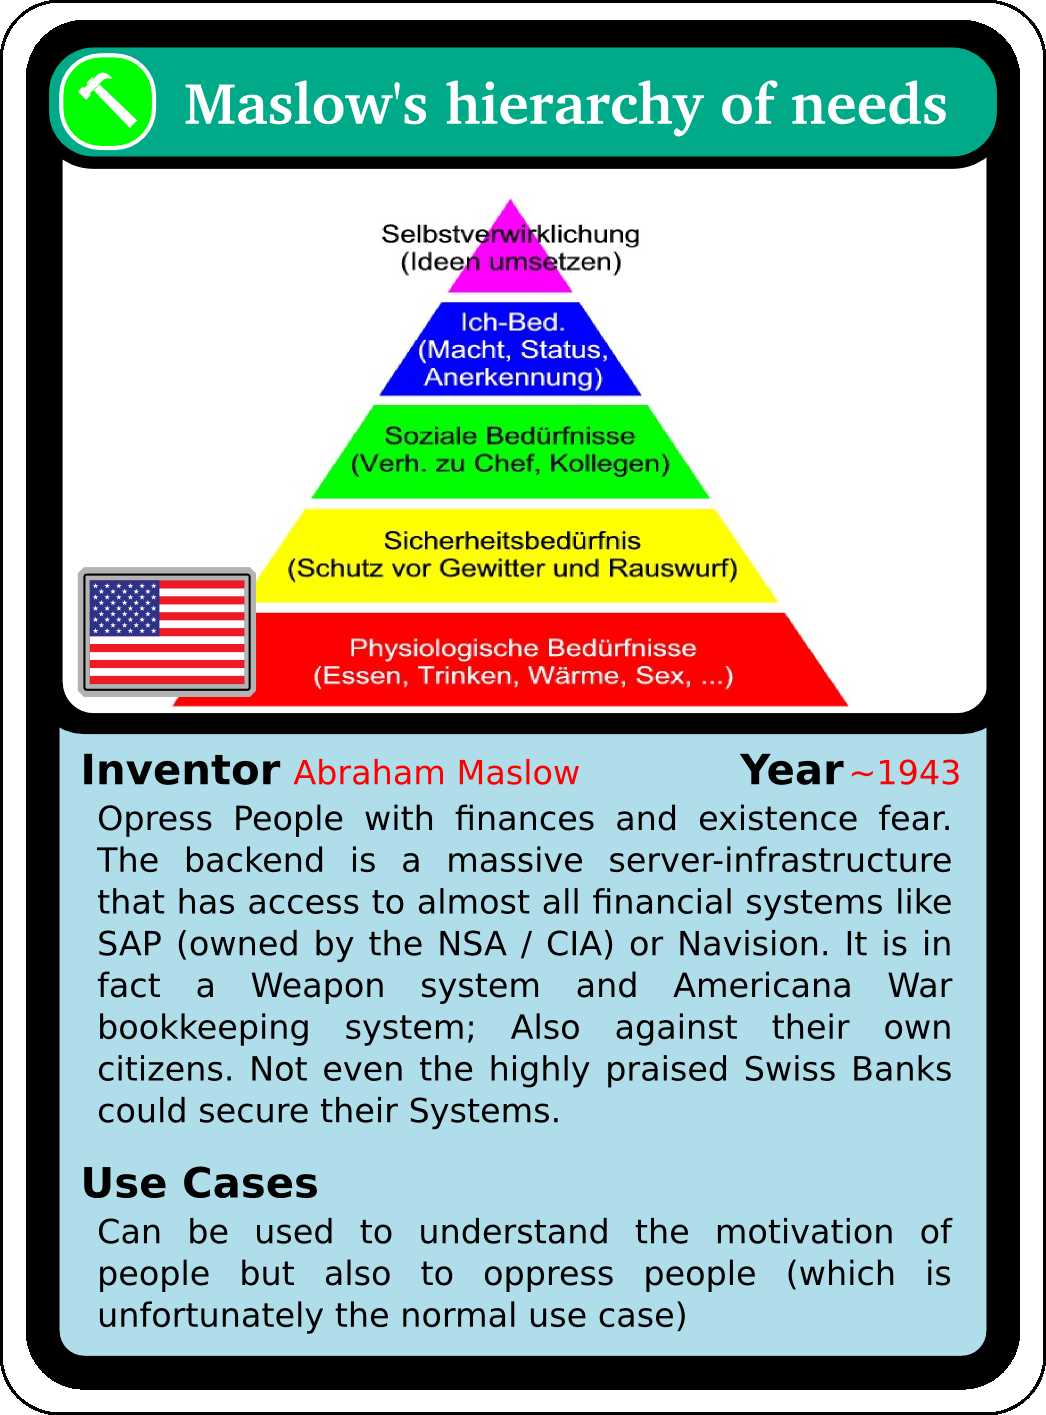 Maslow's hierarchy of needs
Selbstverwirklichung
(Ideen umsetzen)
Ich-Bed.
(Macht, Status,
Anerkennung)
Soziale Bedürfnisse
(Verh. zu Chef, Kollegen)
Sicherheitsbedürfnis
(Schutz vor Gewitter und Rauswurf)
Physiologische Bedürfnisse
(Essen, Trinken, Wärme, Sex, ...)
Inventor Abraham Maslow Year ~1943
Opress People with finances and existence fear.
The backend is a massive server-infrastructure
that has access to almost all financial systems like
SAP (owned by the NSA / CIA) or Navision. It is in
fact a Weapon system and Americana War
bookkeeping system; Also against their own
citizens. Not even the highly praised Swiss Banks
could secure their Systems.
Use Cases
Can be used to understand the motivation of
people but also to oppress people (which is
unfortunately the normal use case)